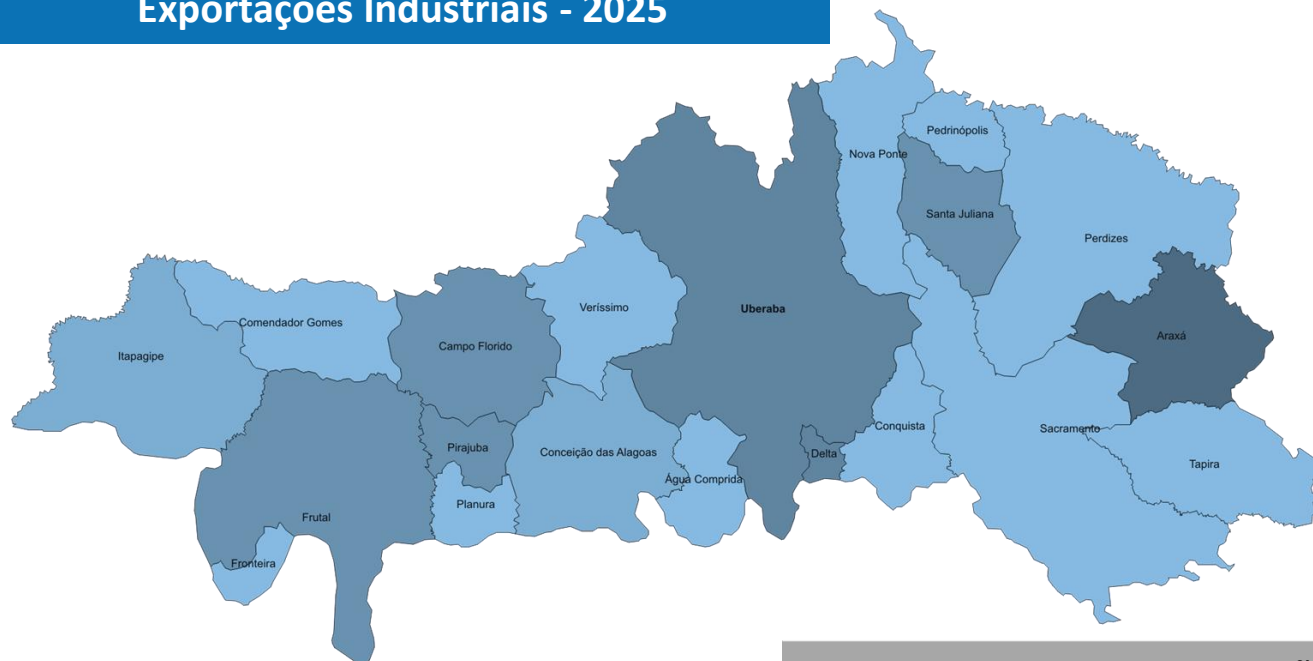 Exportações Industriais - 2025
Pedrinópolis
Nova Ponte
Santa Juliana
Perdizes
Veríssimo
Uberaba
Comendador Gomes
Araxá
Campo Florido
Itapagipe
Conquista
Sacramento
Pirajuba
Conceição das Alagoas
Delta
Tapira
Água Comprida
Planura
Frutal
Fronteira